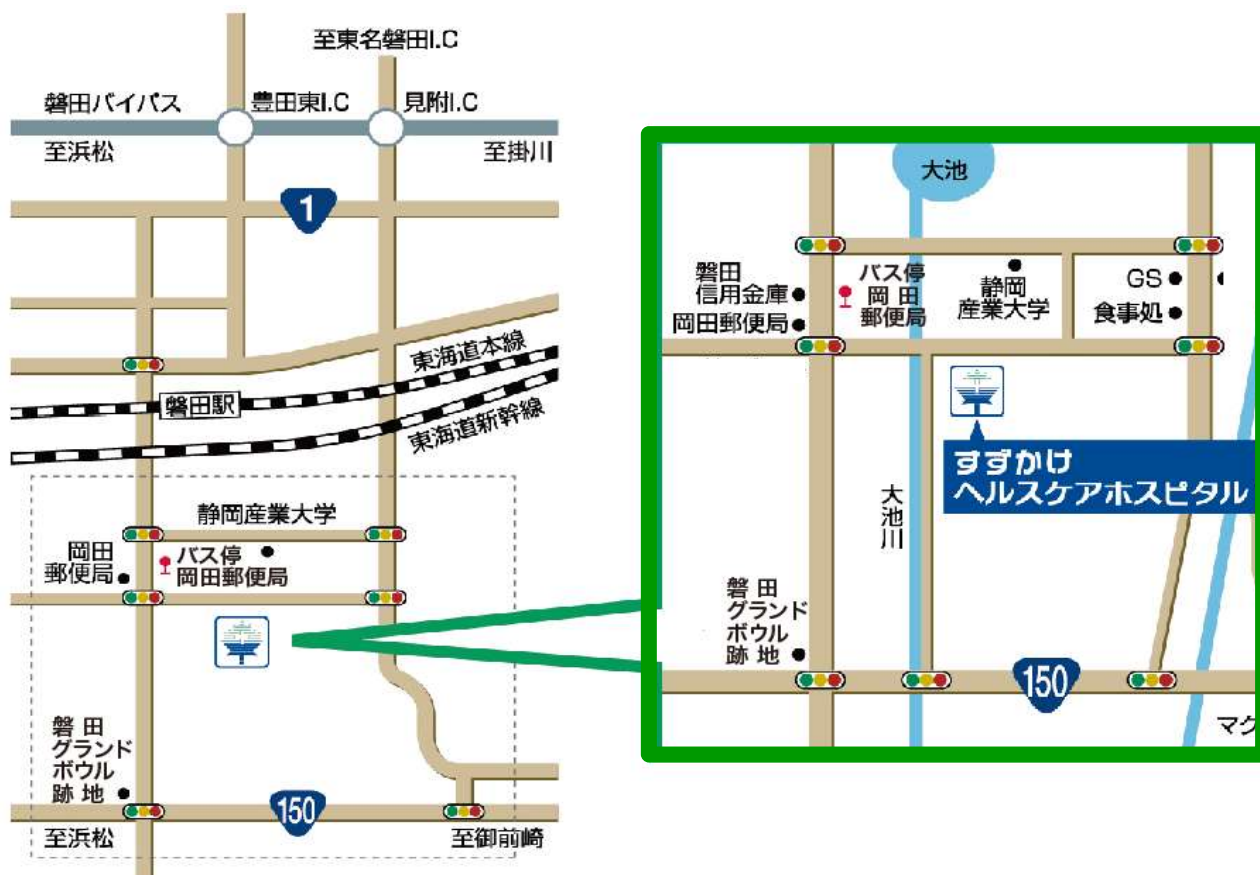 至東名磐田I.C
磐田バイパス
豊田東I.C
見附I.C
至浜松
至掛川
1
東海道本線
磐田駅
東海道新幹線
静岡産業大学
岡田
郵便局
バス停
岡田郵便局
磐田
グランド
ボウル
跡地
150
至浜松
至御前崎
大池
磐田
信用金庫
岡田郵便局
バス停
岡田
郵便局
静岡
産業大学
GS
食事処
すずかけ
ヘルスケアホスピタル
大池川
磐田
グランド
ボウル
跡地
150
マク